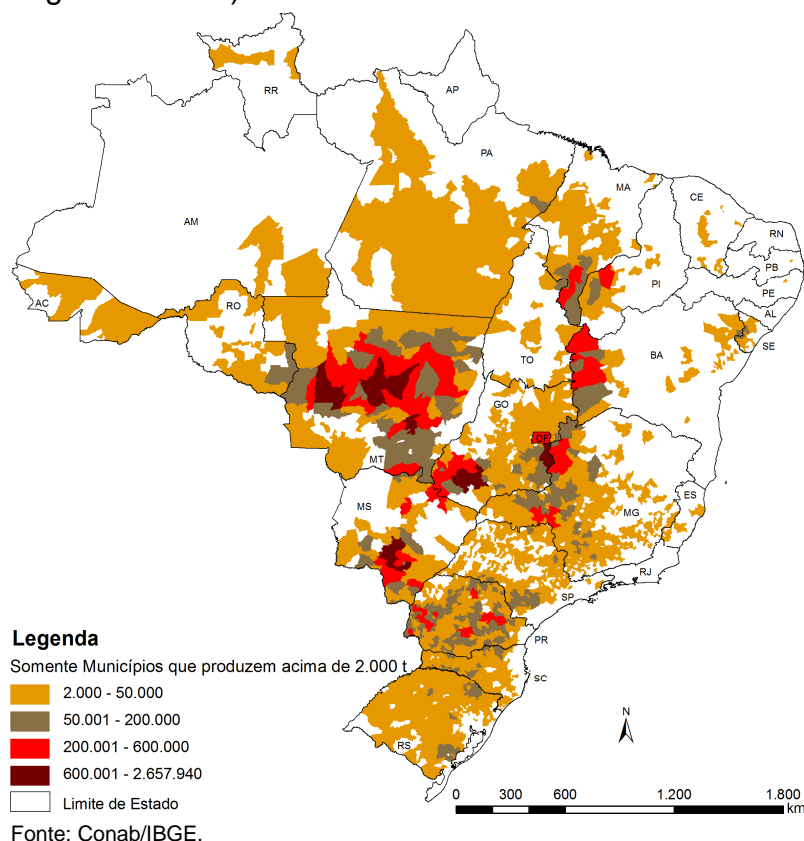 RR
AP
PA
AM
MA
CE
RN
PB
PE
PI
AL
SE
AC
RO
TO
BA
GO
DF
MT
MS
MG
ES
RJ
SP
PR
SC
RS
N
Legenda
Somente Municípios que produzem acima de 2.000 t
2.000 - 50.000
50.001 - 200.000
200.001 - 600.000
600.001 - 2.657.940
Limite de Estado
0 300 600 1.200 1.800
km
Fonte: Conab/IBGE.